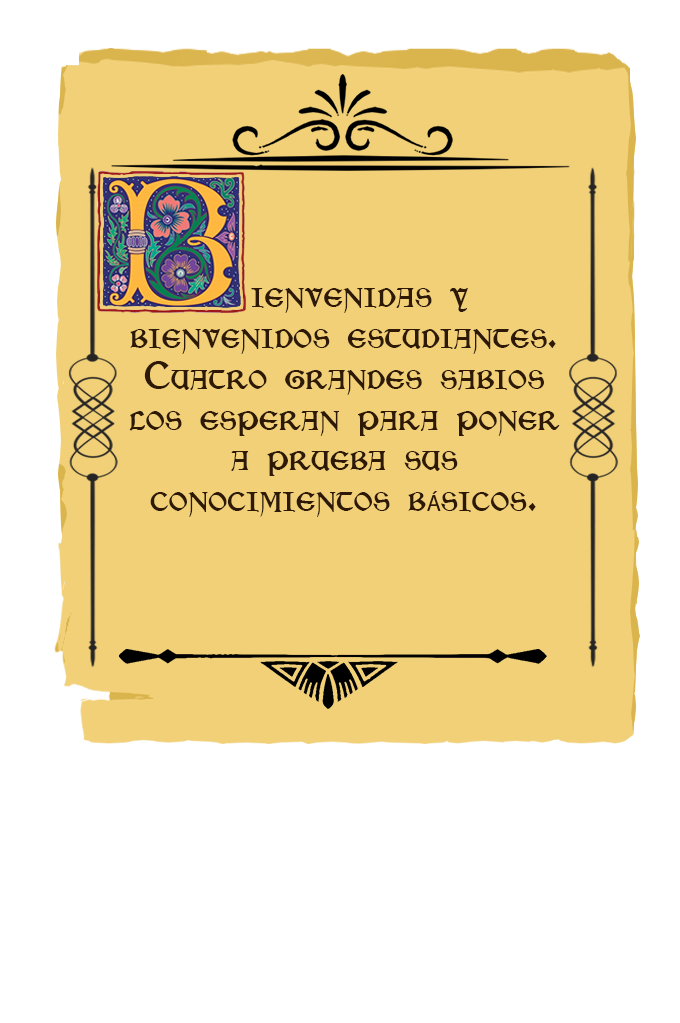 Bienvenidas y
bienvenidos estudiantes.
Cuatro grandes sabios
los esperan para poner
a prueba sus
conocimientos básicos.